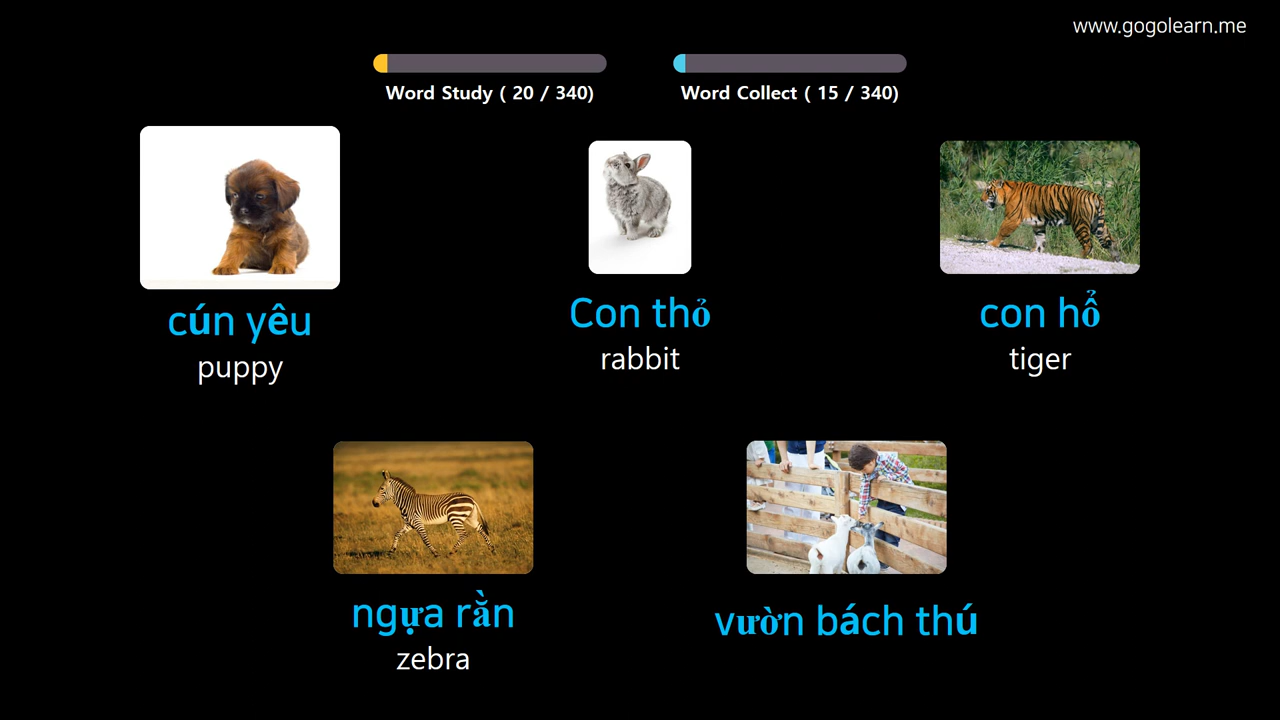 www.gogolearn.me
Word Study ( 20 / 340)
Word Collect ( 15 / 340)
cún yêu
puppy
Con thỏ
rabbit
con hổ
tiger
ngựa rằn
zebra
vườn bách thú